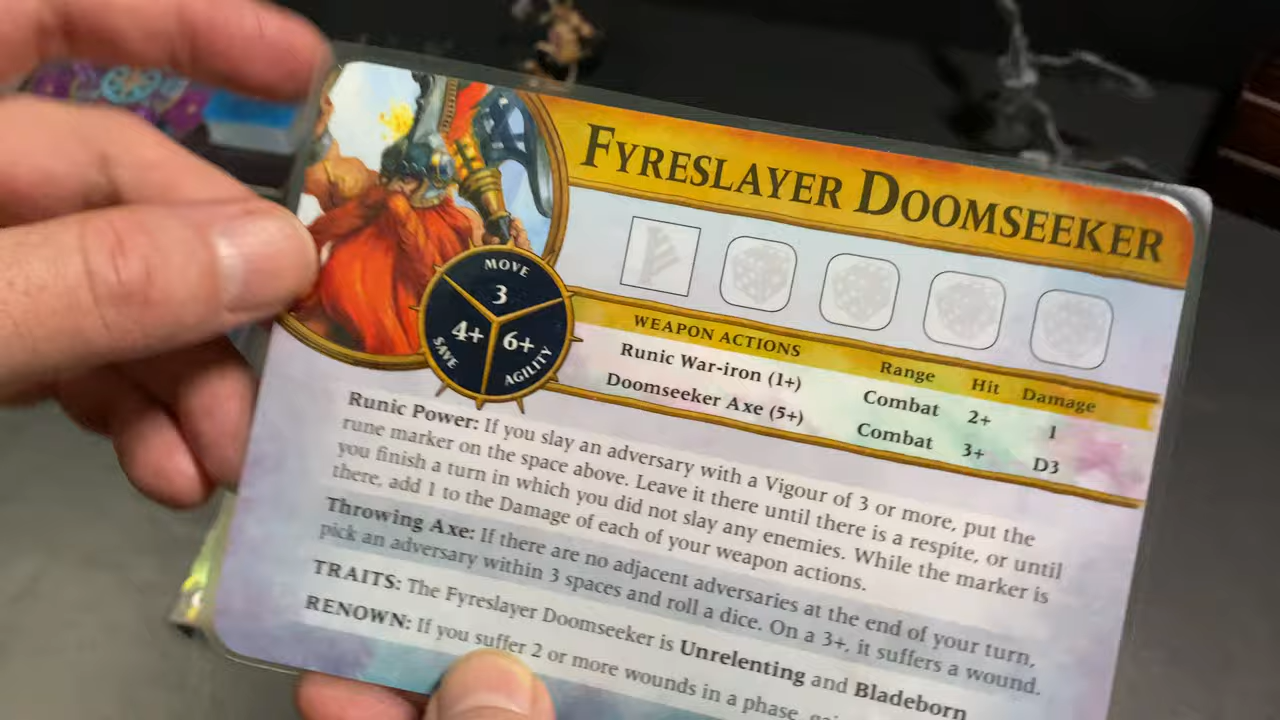 FYRESLAYER DOOMSEEKER
MOVE
3
4+
SAVE
6+
AGILITY
WEAPON ACTIONS Range Hit Damage
Runic War-iron (1+) Combat 2+ 1
Doomseeker Axe (5+) Combat 3+ D3
Runic Power: If you slay an adversary with a Vigour of 3 or more, put the
rune marker on the space above. Leave it there until there is a respite, or until
you finish a turn in which you did not slay any enemies. While the marker is
there, add 1 to the Damage of each of your weapon actions.
Throwing Axe: If there are no adjacent adversaries at the end of your turn,
pick an adversary within 3 spaces and roll a dice. On a 3+, it suffers a wound.
TRAITS: The Fyreslayer Doomseeker is Unrelenting and Bladeborn
RENOWN: If you suffer 2 or more wounds in a phase,